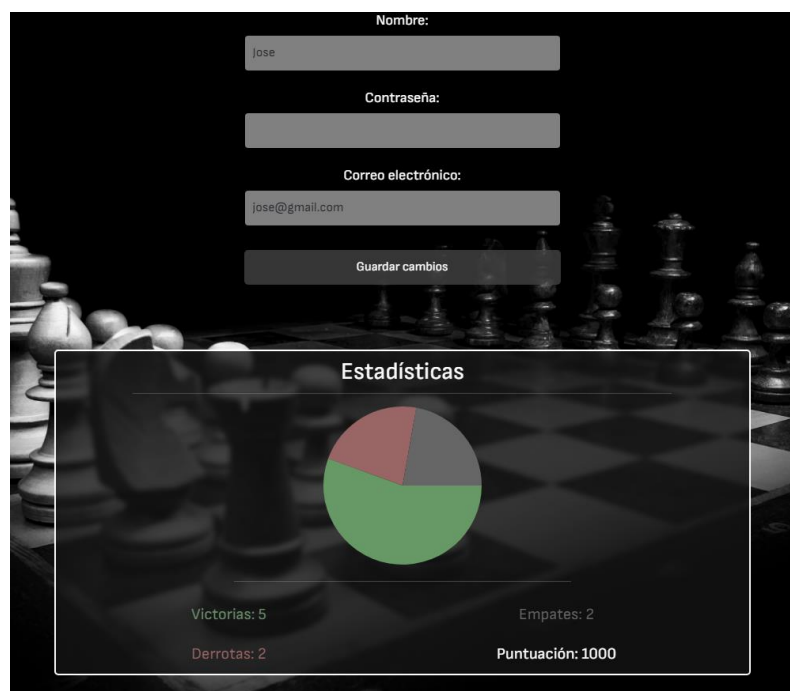 Nombre:
jose
Contraseña:
Correo electrónico:
jose@gmail.com
Guardar cambios
Estadísticas
Victorias: 5
Empates: 2
Derrotas: 2
Puntuación: 1000